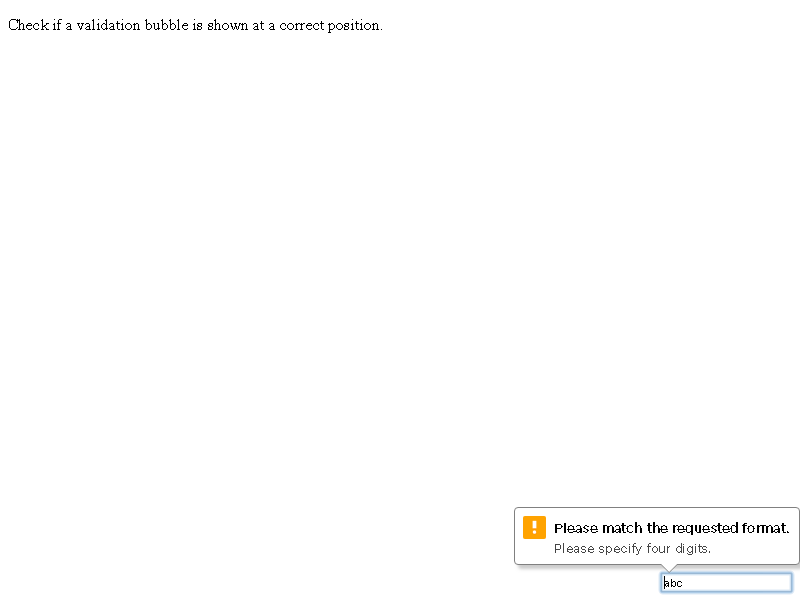 Check if a validation bubble is shown at a correct position.
Please match the requested format.
Please specify four digits.
abc